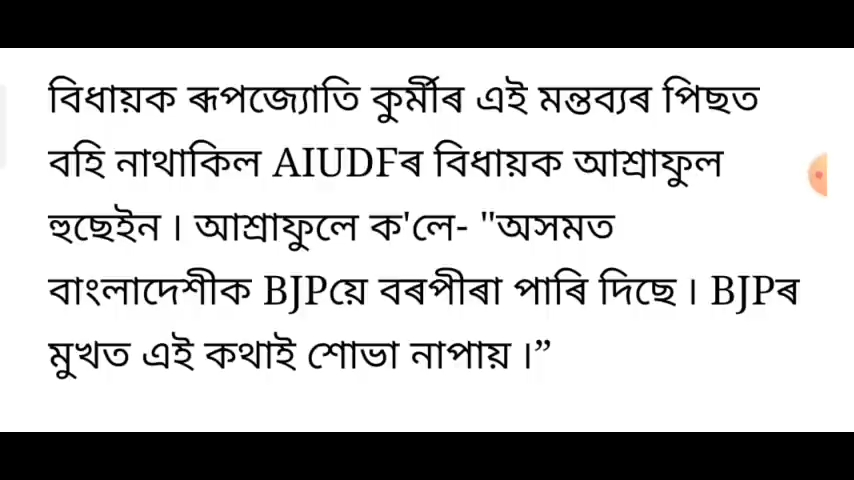 বিধায়ক ৰূপজ্যোতি কুৰ্মীৰ এই মন্তব্যৰ পিছত
বহি নাথাকিল AIUDFৰ বিধায়ক আশ্ৰাফুল
হুছেইন । আশ্ৰাফুলে ক'লে- "অসমত
বাংলাদেশীক BJPয়ে বৰপীৰা পাৰি দিছে । BJPৰ
মুখত এই কথাই শোভা নাপায় ।”